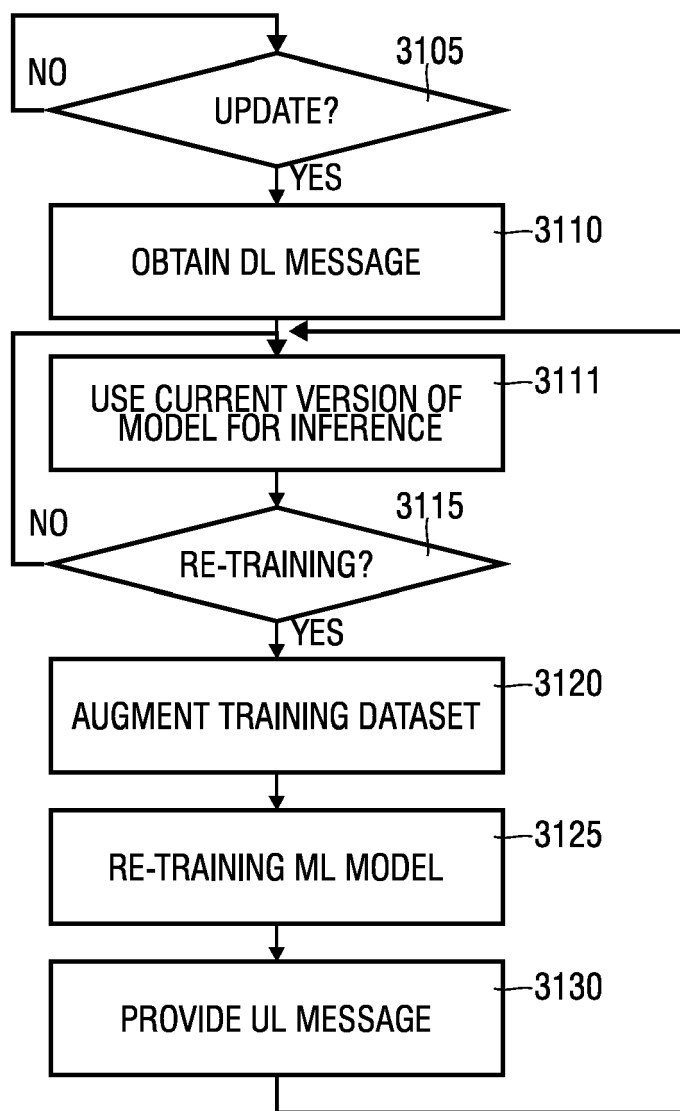 3105
NO
UPDATE?
YES
3110
OBTAIN DL MESSAGE
3111
USE CURRENT VERSION OF
MODEL FOR INFERENCE
3115
NO
RE-TRAINING?
YES
3120
AUGMENT TRAINING DATASET
3125
RE-TRAINING ML MODEL
3130
PROVIDE UL MESSAGE